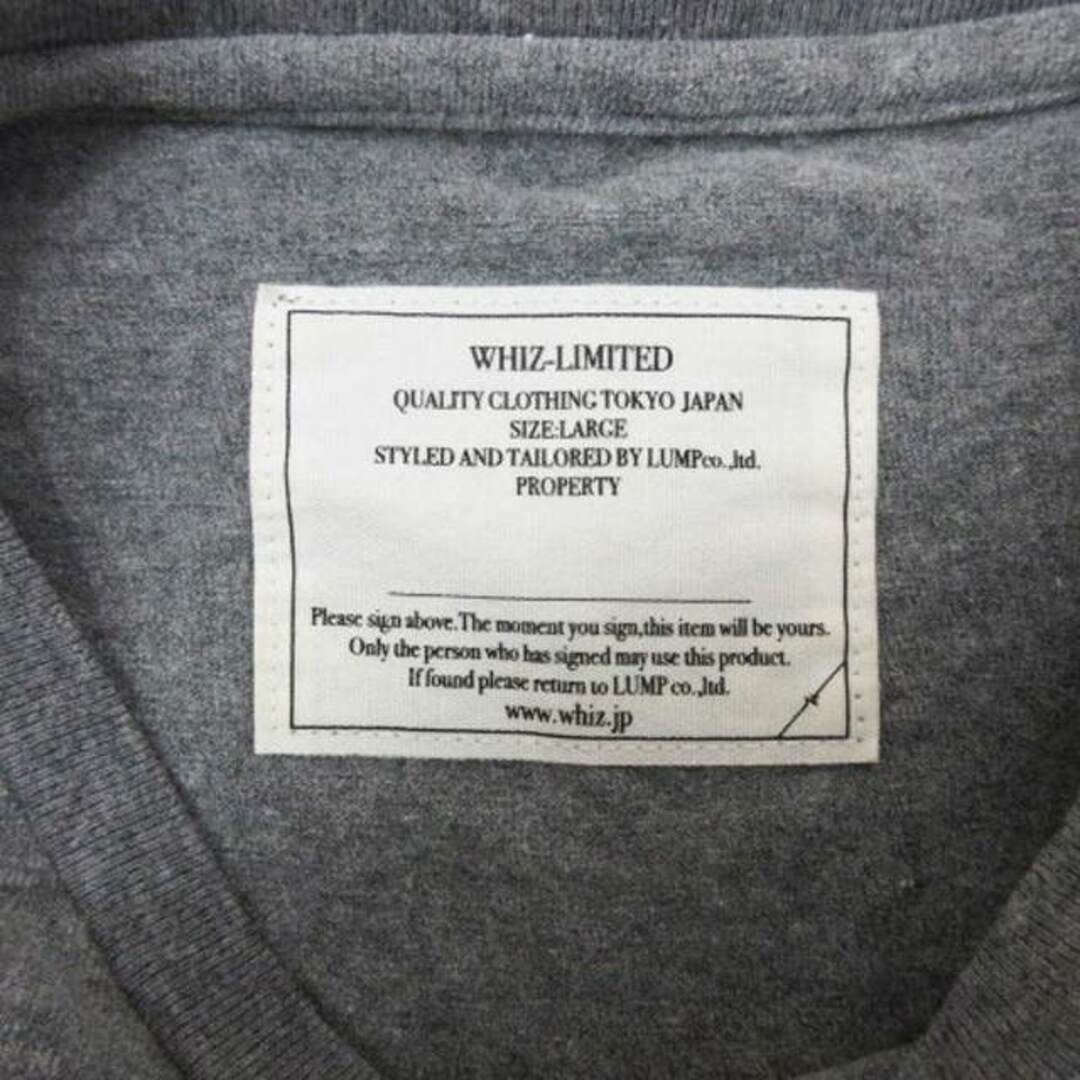 WHIZ-LIMITED
QUALITY CLOTHING TOKYO JAPAN
SIZE:LARGE
STYLED AND TAILORED BY LUMPco.,ltd.
PROPERTY
Please sign above.The moment you sign,this item will be yours.
Only the person who has signed may use this product.
If found please return to LUMP co.,ltd.
www.whiz.jp